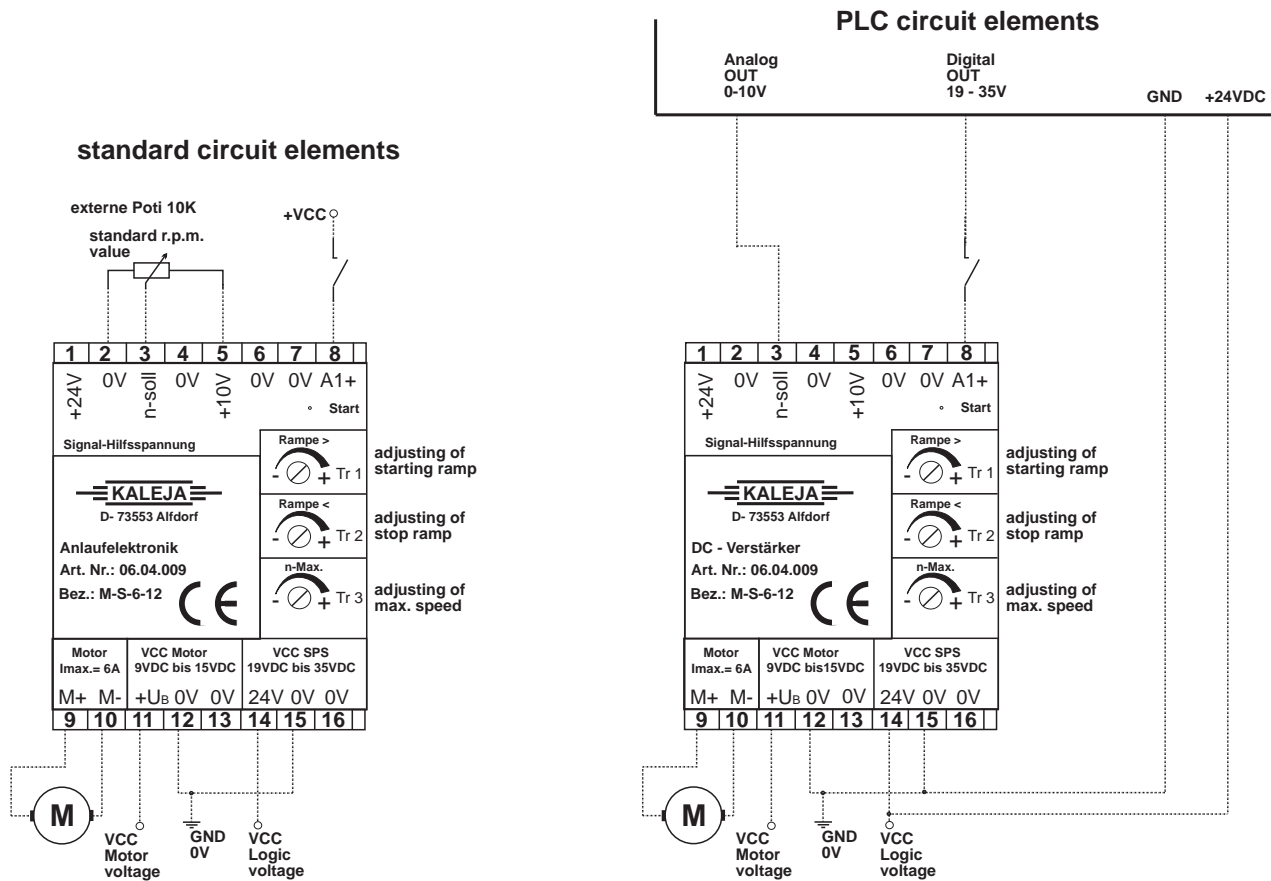 PLC circuit elements
Analog
OUT
0-10V
Digital
OUT
19 - 35V
GND
+24VDC
standard circuit elements
externe Poti 10K
standard r.p.m.
value
+VCC
1 2 3 4 5 6 7 8
+24V 0V n-soll 0V +10V 0V 0V A1+
Start
Signal-Hilfsspannung
Rampe >
- + Tr 1
adjusting of
starting ramp
KALEJA
D- 73553 Alfdorf
Rampe <
- + Tr 2
adjusting of
stop ramp
Anlaufelektronik
Art. Nr.: 06.04.009
Bez.: M-S-6-12
CE
n-Max.
- + Tr 3
adjusting of
max. speed
Motor
Imax.= 6A
VCC Motor
9VDC bis 15VDC
VCC SPS
19VDC bis 35VDC
M+ M- +UB 0V 0V 24V 0V 0V
9 10 11 12 13 14 15 16
M
VCC
Motor
voltage
GND
0V
VCC
Logic
voltage
1 2 3 4 5 6 7 8
+24V 0V n-soll 0V +10V 0V 0V A1+
Start
Signal-Hilfsspannung
Rampe >
- + Tr 1
adjusting of
starting ramp
KALEJA
D- 73553 Alfdorf
Rampe <
- + Tr 2
adjusting of
stop ramp
DC - Verstärker
Art. Nr.: 06.04.009
Bez.: M-S-6-12
CE
n-Max.
- + Tr 3
adjusting of
max. speed
Motor
Imax.= 6A
VCC Motor
9VDC bis15VDC
VCC SPS
19VDC bis 35VDC
M+ M- +UB 0V 0V 24V 0V 0V
9 10 11 12 13 14 15 16
M
VCC
Motor
voltage
GND
0V
VCC
Logic
voltage